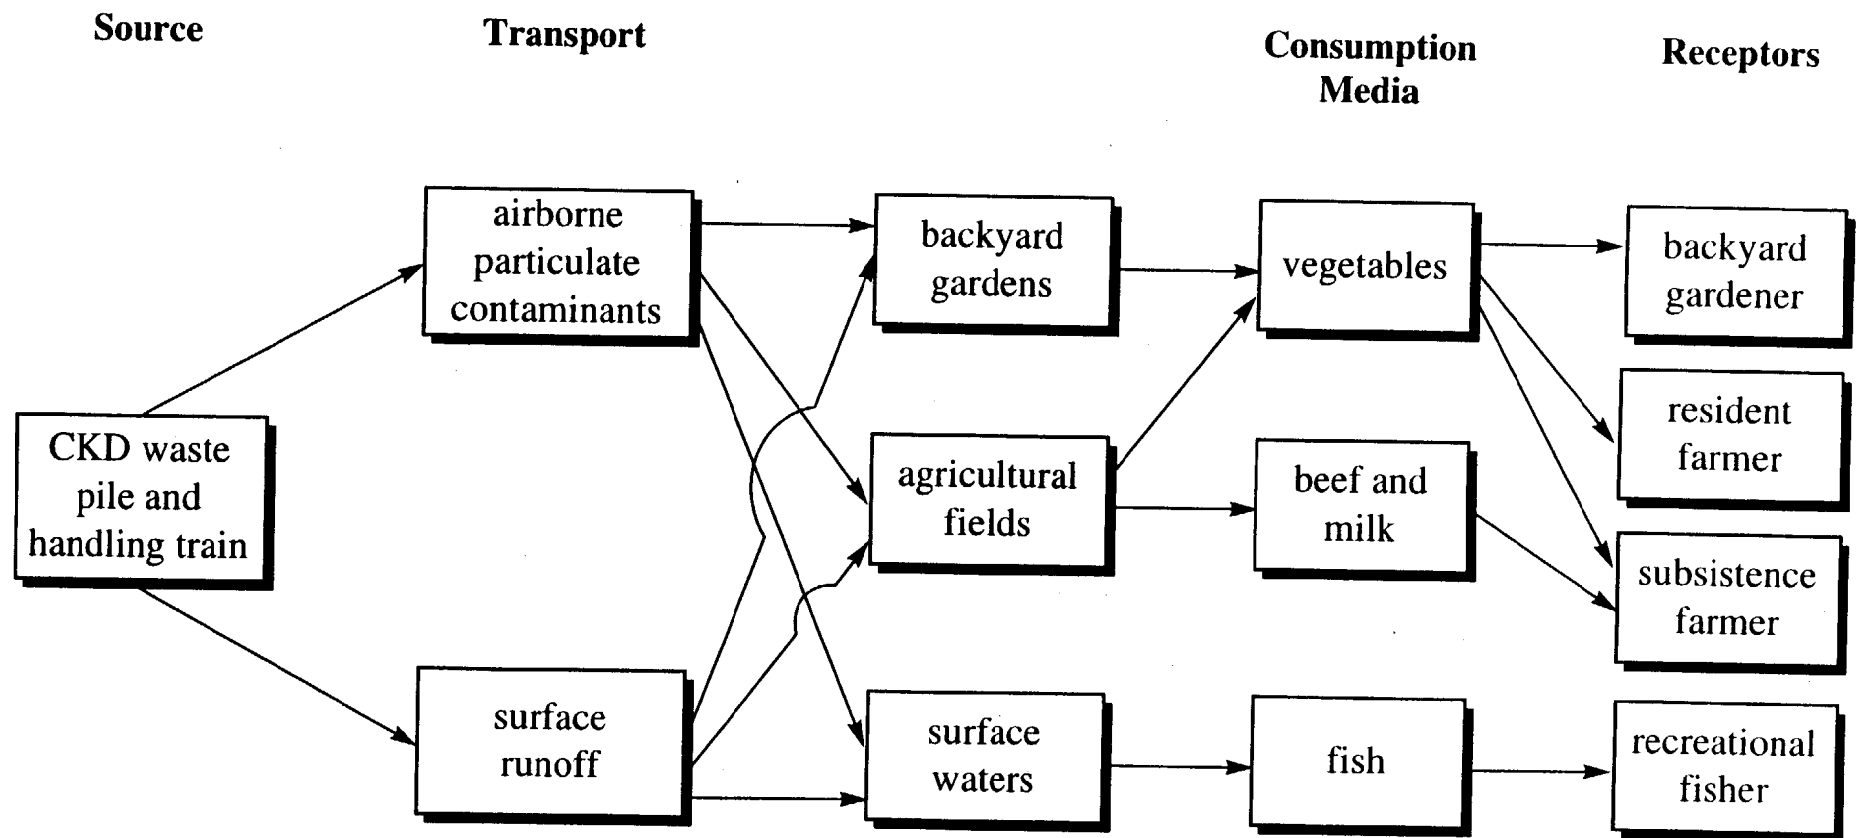 Source
Transport
Consumption
Media
Receptors
airborne
particulate
contaminants
backyard
gardens
vegetables
backyard
gardener
resident
farmer
CKD waste
pile and
handling train
agricultural
fields
beef and
milk
subsistence
farmer
surface
runoff
surface
waters
fish
recreational
fisher